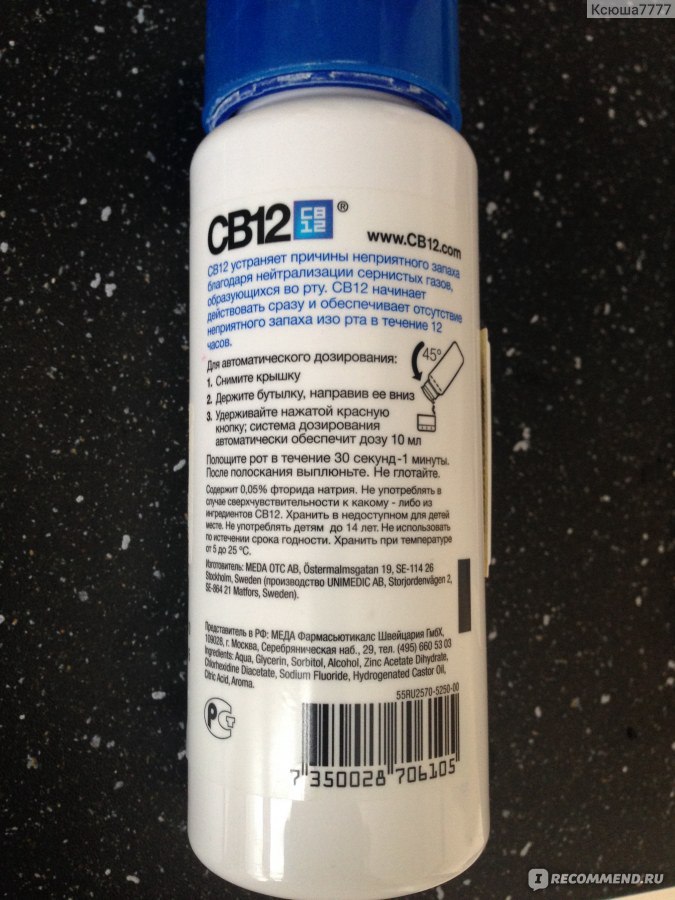 Ксюша7777
CB12 CB 12 ®
www.CB12.com
CB12 устраняет причины неприятного запаха
благодаря нейтрализации сернистых газов,
образующихся во рту. CB12 начинает
действовать сразу и обеспечивает отсутствие
неприятного запаха изо рта в течение 12
часов.
Для автоматического дозирования:
1. Снимите крышку
2. Держите бутылку, направив ее вниз
3. Удерживайте нажатой красную
кнопку; система дозирования
автоматически обеспечит дозу 10 мл
45°
Полощите рот в течение 30 секунд-1 минуты.
После полоскания выплюньте. Не глотайте.
Содержит 0,05% фторида натрия. Не употреблять в
случае сверхчувствительности к какому - либо из
ингредиентов CB12. Хранить в недоступном для детей
месте. Не употреблять детям до 14 лет. Не использовать
по истечении срока годности. Хранить при температуре
от 5 до 25 °C.
Изготовитель: MEDA OTC AB, Östermalmsgatan 19, SE-114 26
Stockholm, Sweden (производство UNIMEDIC AB, Storjordenvägen 2,
SE-864 21 Matfors, Sweden).
Представитель в РФ: МЕДА Фармасьютикалс Швейцария ГмбХ,
109028, г. Москва, Серебряническая наб., 29, тел. (495) 660 53 03
Ingredients: Aqua, Glycerin, Sorbitol, Alcohol, Zinc Acetate Dihydrate,
Chlorhexidine Diacetate, Sodium Fluoride, Hydrogenated Castor Oil,
Citric Acid, Aroma.
55RU2570-5250-00
РСТ
7 350028 706105
IRECOMMEND.RU